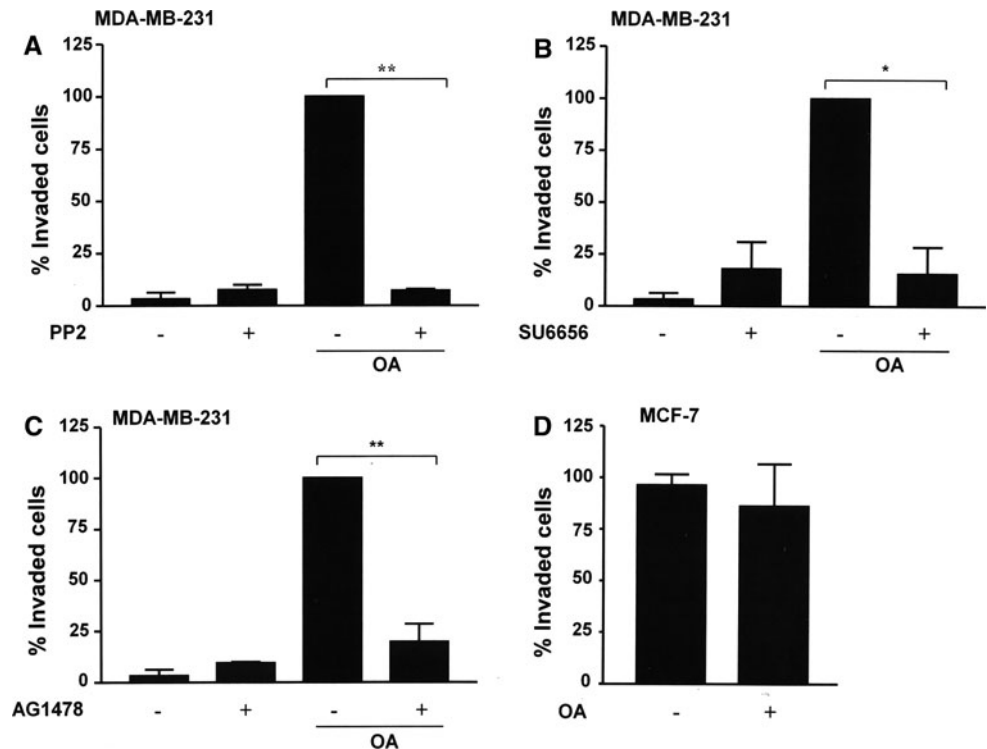 A MDA-MB-231
% Invaded cells
125
100
75
50
25
0
**
PP2 - + - +
OA
B MDA-MB-231
% Invaded cells
125
100
75
50
25
0
*
SU6656 - + - +
OA
C MDA-MB-231
% Invaded cells
125
100
75
50
25
0
**
AG1478 - + - +
OA
D MCF-7
% Invaded cells
125
100
75
50
25
0
OA - +